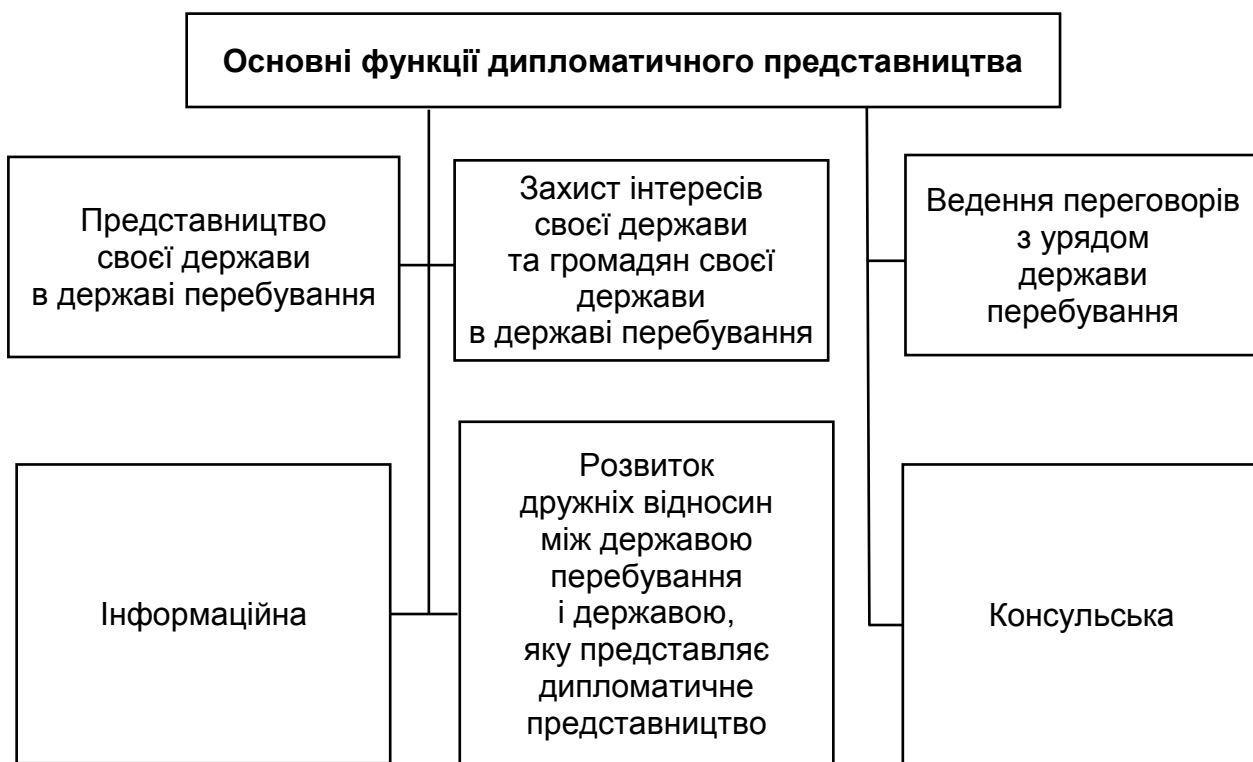 Основні функції дипломатичного представництва
Представництво
своєї держави
в державі перебування
Захист інтересів
своєї держави
та громадян своєї
держави
в державі перебування
Ведення переговорів
з урядом
держави
перебування
Інформаційна
Розвиток
дружніх відносин
між державою
перебування
і державою,
яку представляє
дипломатичне
представництво
Консульська